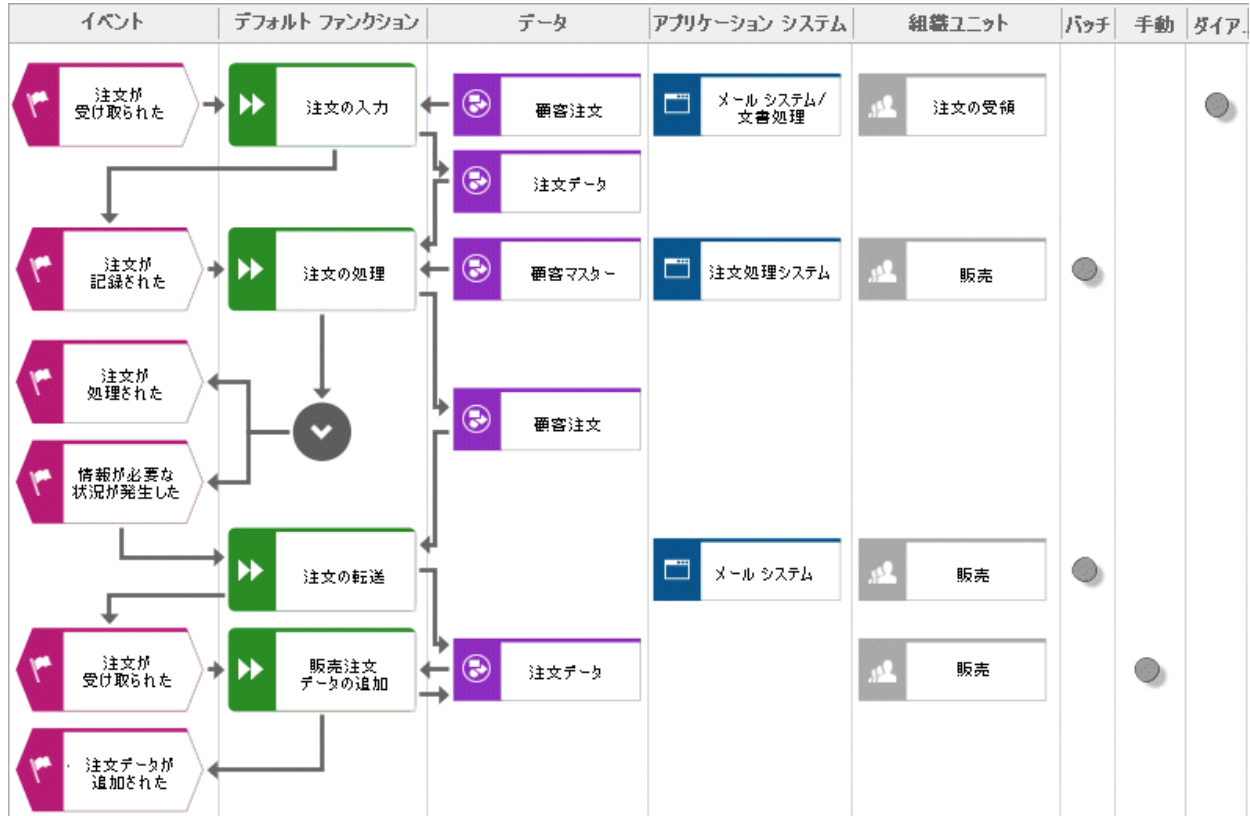 イベント
デフォルト ファンクション
データ
アプリケーション システム
組織ユニット
バッチ
手動
ダイア...
注文が
受け取られた
注文の入力
顧客注文
メール システム/
文書処理
注文の受領
注文データ
注文が
記録された
注文の処理
顧客マスター
注文処理システム
販売
注文が
処理された
顧客注文
情報が必要な
状況が発生した
注文の転送
メール システム
販売
注文が
受け取られた
販売注文
データの追加
注文データ
販売
注文データが
追加された